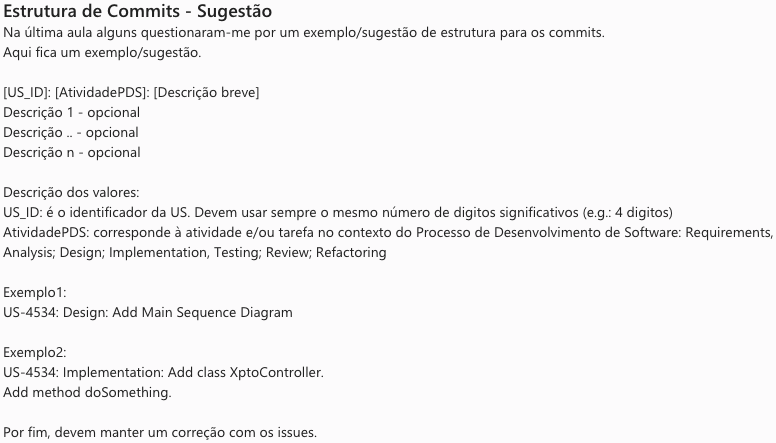 Estrutura de Commits - Sugestão
Na última aula alguns questionaram-me por um exemplo/sugestão de estrutura para os commits.
Aqui fica um exemplo/sugestão.
[US_ID]: [AtividadePDS]: [Descrição breve]
Descrição 1 - opcional
Descrição .. - opcional
Descrição n - opcional
Descrição dos valores:
US_ID: é o identificador da US. Devem usar sempre o mesmo número de digitos significativos (e.g.: 4 digitos)
AtividadePDS: corresponde à atividade e/ou tarefa no contexto do Processo de Desenvolvimento de Software: Requirements,
Analysis; Design; Implementation, Testing; Review; Refactoring
Exemplo1:
US-4534: Design: Add Main Sequence Diagram
Exemplo2:
US-4534: Implementation: Add class XptoController.
Add method doSomething.
Por fim, devem manter um correção com os issues.